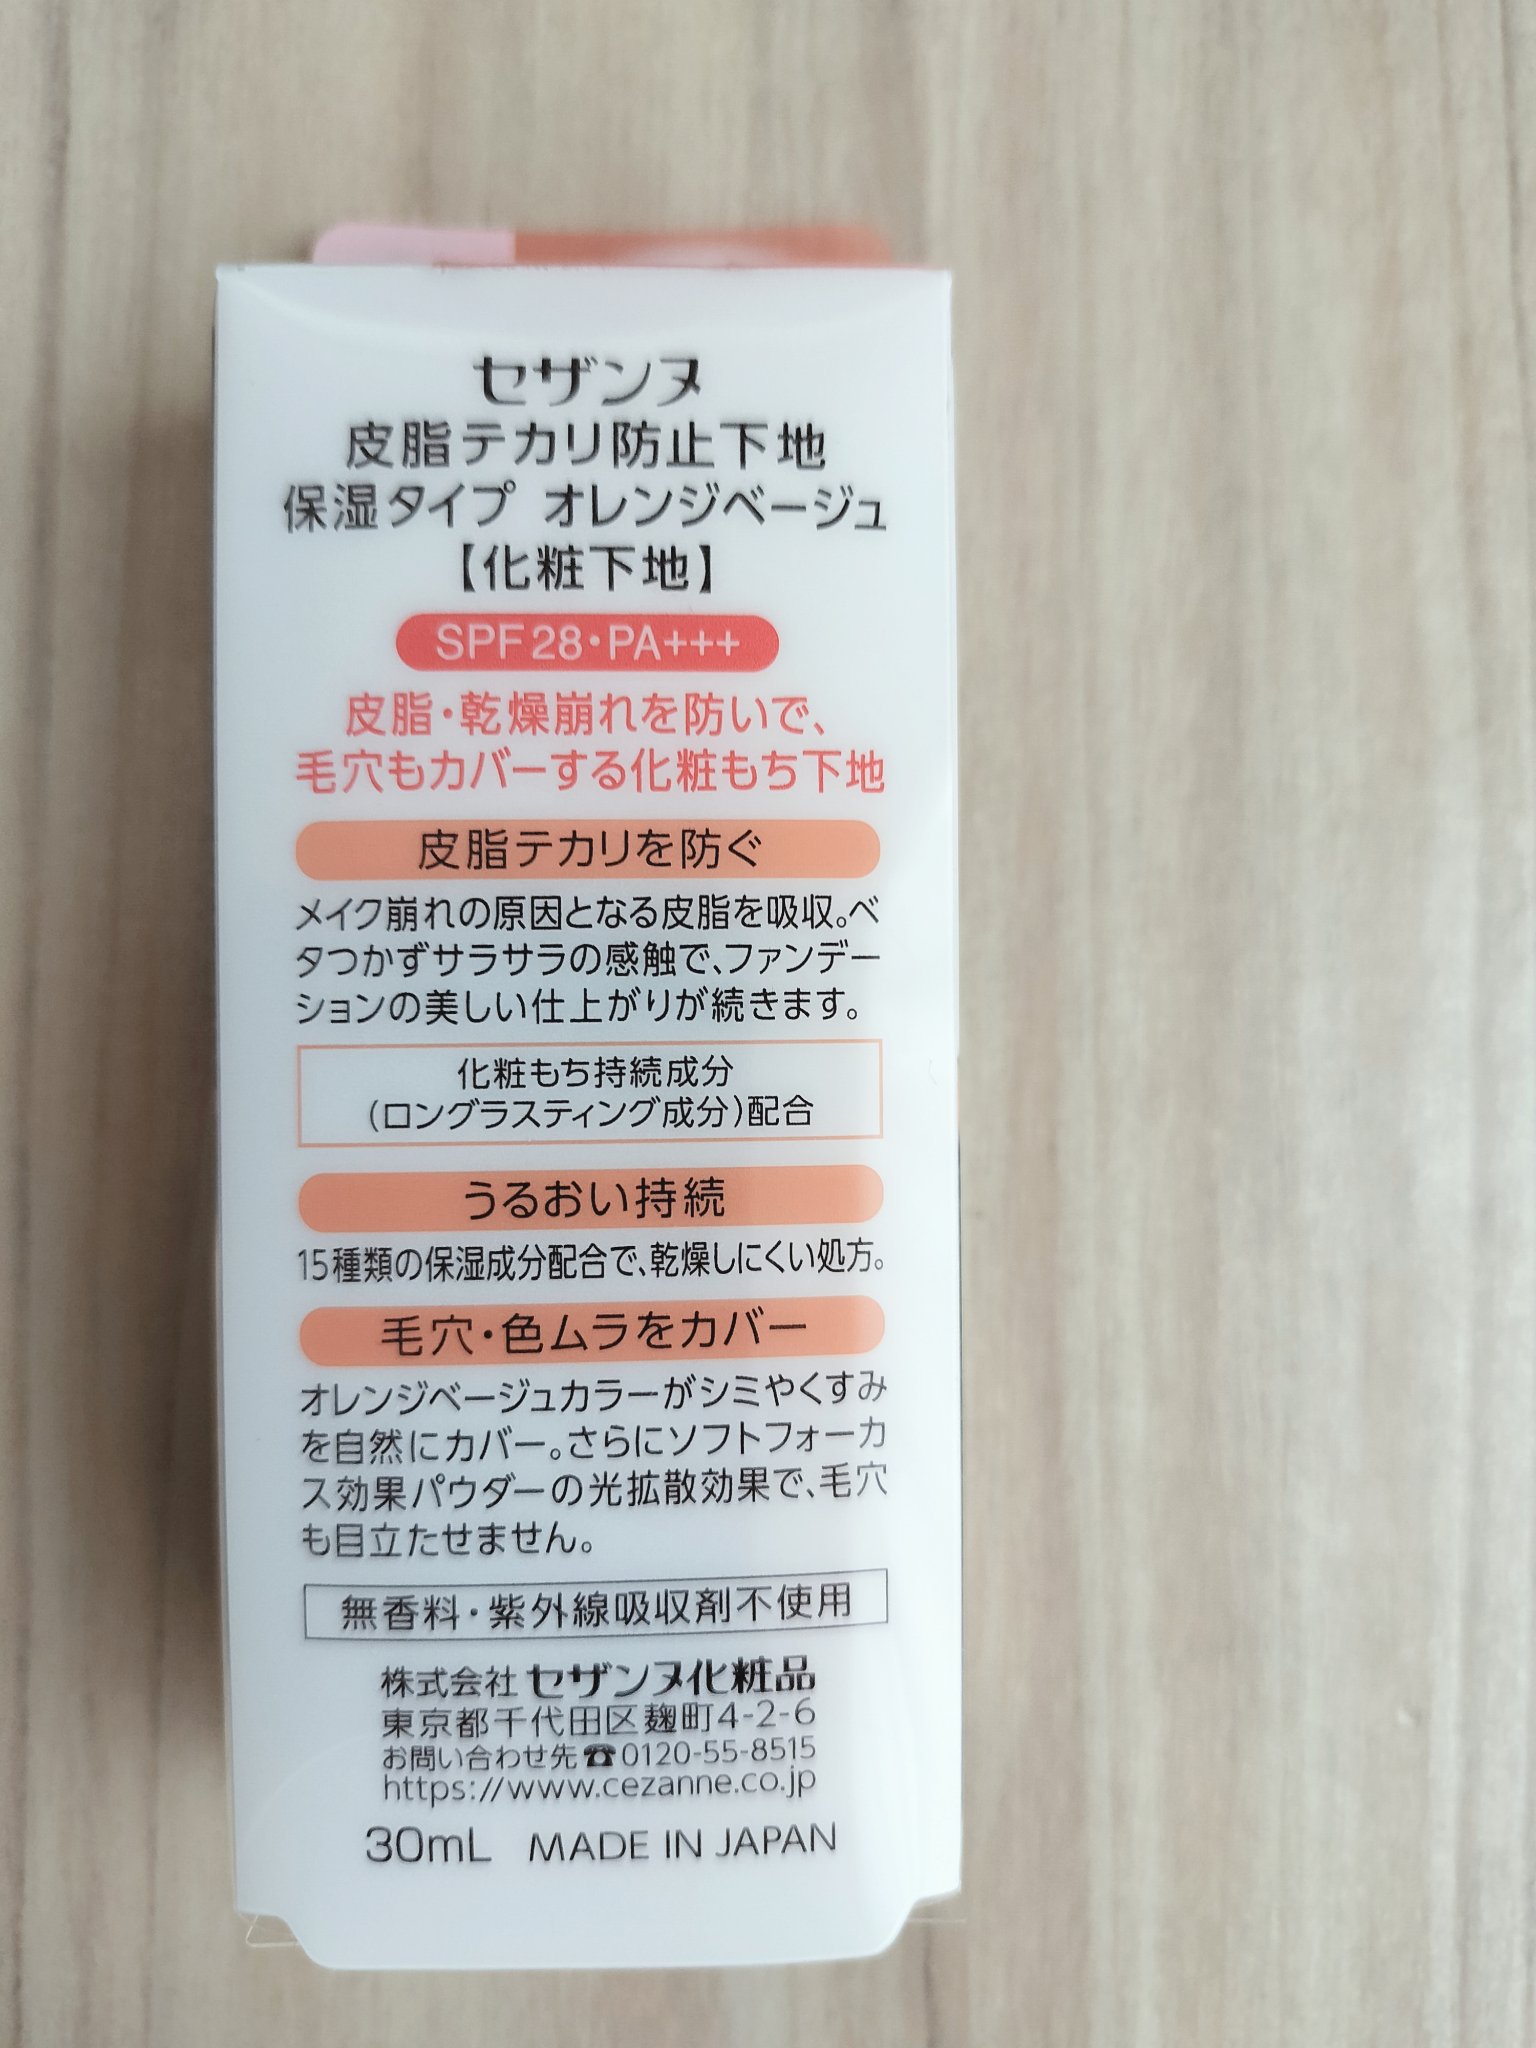 セザンヌ
皮脂テカリ防止下地
保湿タイプ オレンジベージュ
【化粧下地】
SPF28・PA+++
皮脂・乾燥崩れを防いで、
毛穴もカバーする化粧もち下地
皮脂テカリを防ぐ
メイク崩れの原因となる皮脂を吸収。ベ
タつかずサラサラの感触で、ファンデー
ションの美しい仕上がりが続きます。
化粧もち持続成分
(ロングラスティング成分)配合
うるおい持続
15種類の保湿成分配合で、乾燥しにくい処方。
毛穴・色ムラをカバー
オレンジベージュカラーがシミやくすみ
を自然にカバー。さらにソフトフォーカ
ス効果パウダーの光拡散効果で、毛穴
も目立たせません。
無香料・紫外線吸収剤不使用
株式会社 セザンヌ化粧品
東京都千代田区麹町4-2-6
お問い合わせ先☎0120-55-8515
https://www.cezanne.co.jp
30mL MADE IN JAPAN